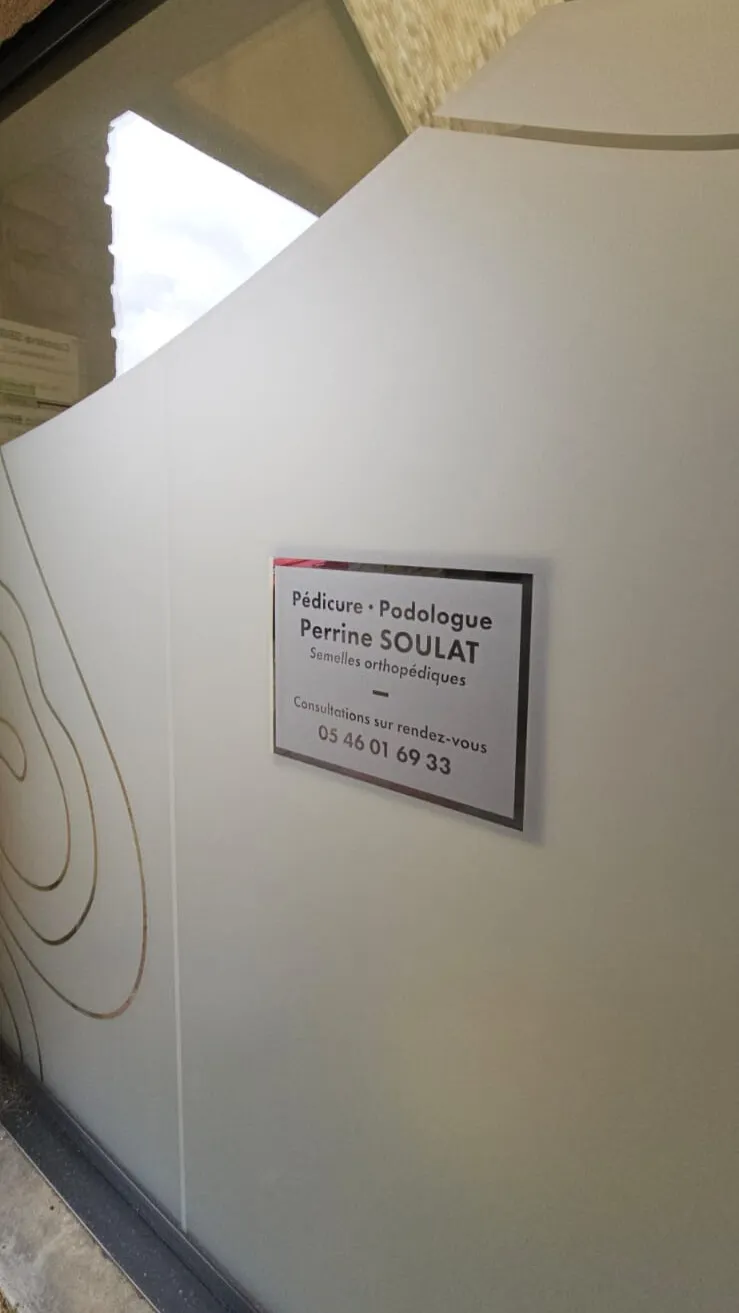 Pédicure • Podologue
Perrine SOULAT
Semelles orthopédiques
–
Consultations sur rendez-vous
05 46 01 69 33